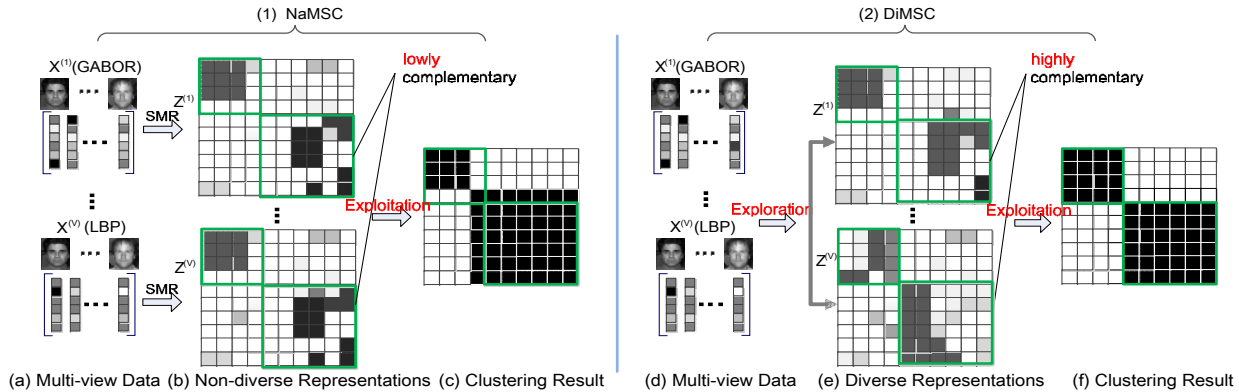 (1) NaMSC
X(1)(GABOR)
SMR
Z(1)
lowly
complementary
Exploitation
X(V)(LBP)
SMR
Z(V)
(a) Multi-view Data
(b) Non-diverse Representations
(c) Clustering Result
(2) DiMSC
X(1)(GABOR)
Z(1)
highly
complementary
Exploration
Exploitation
X(V)(LBP)
Z(V)
(d) Multi-view Data
(e) Diverse Representations
(f) Clustering Result